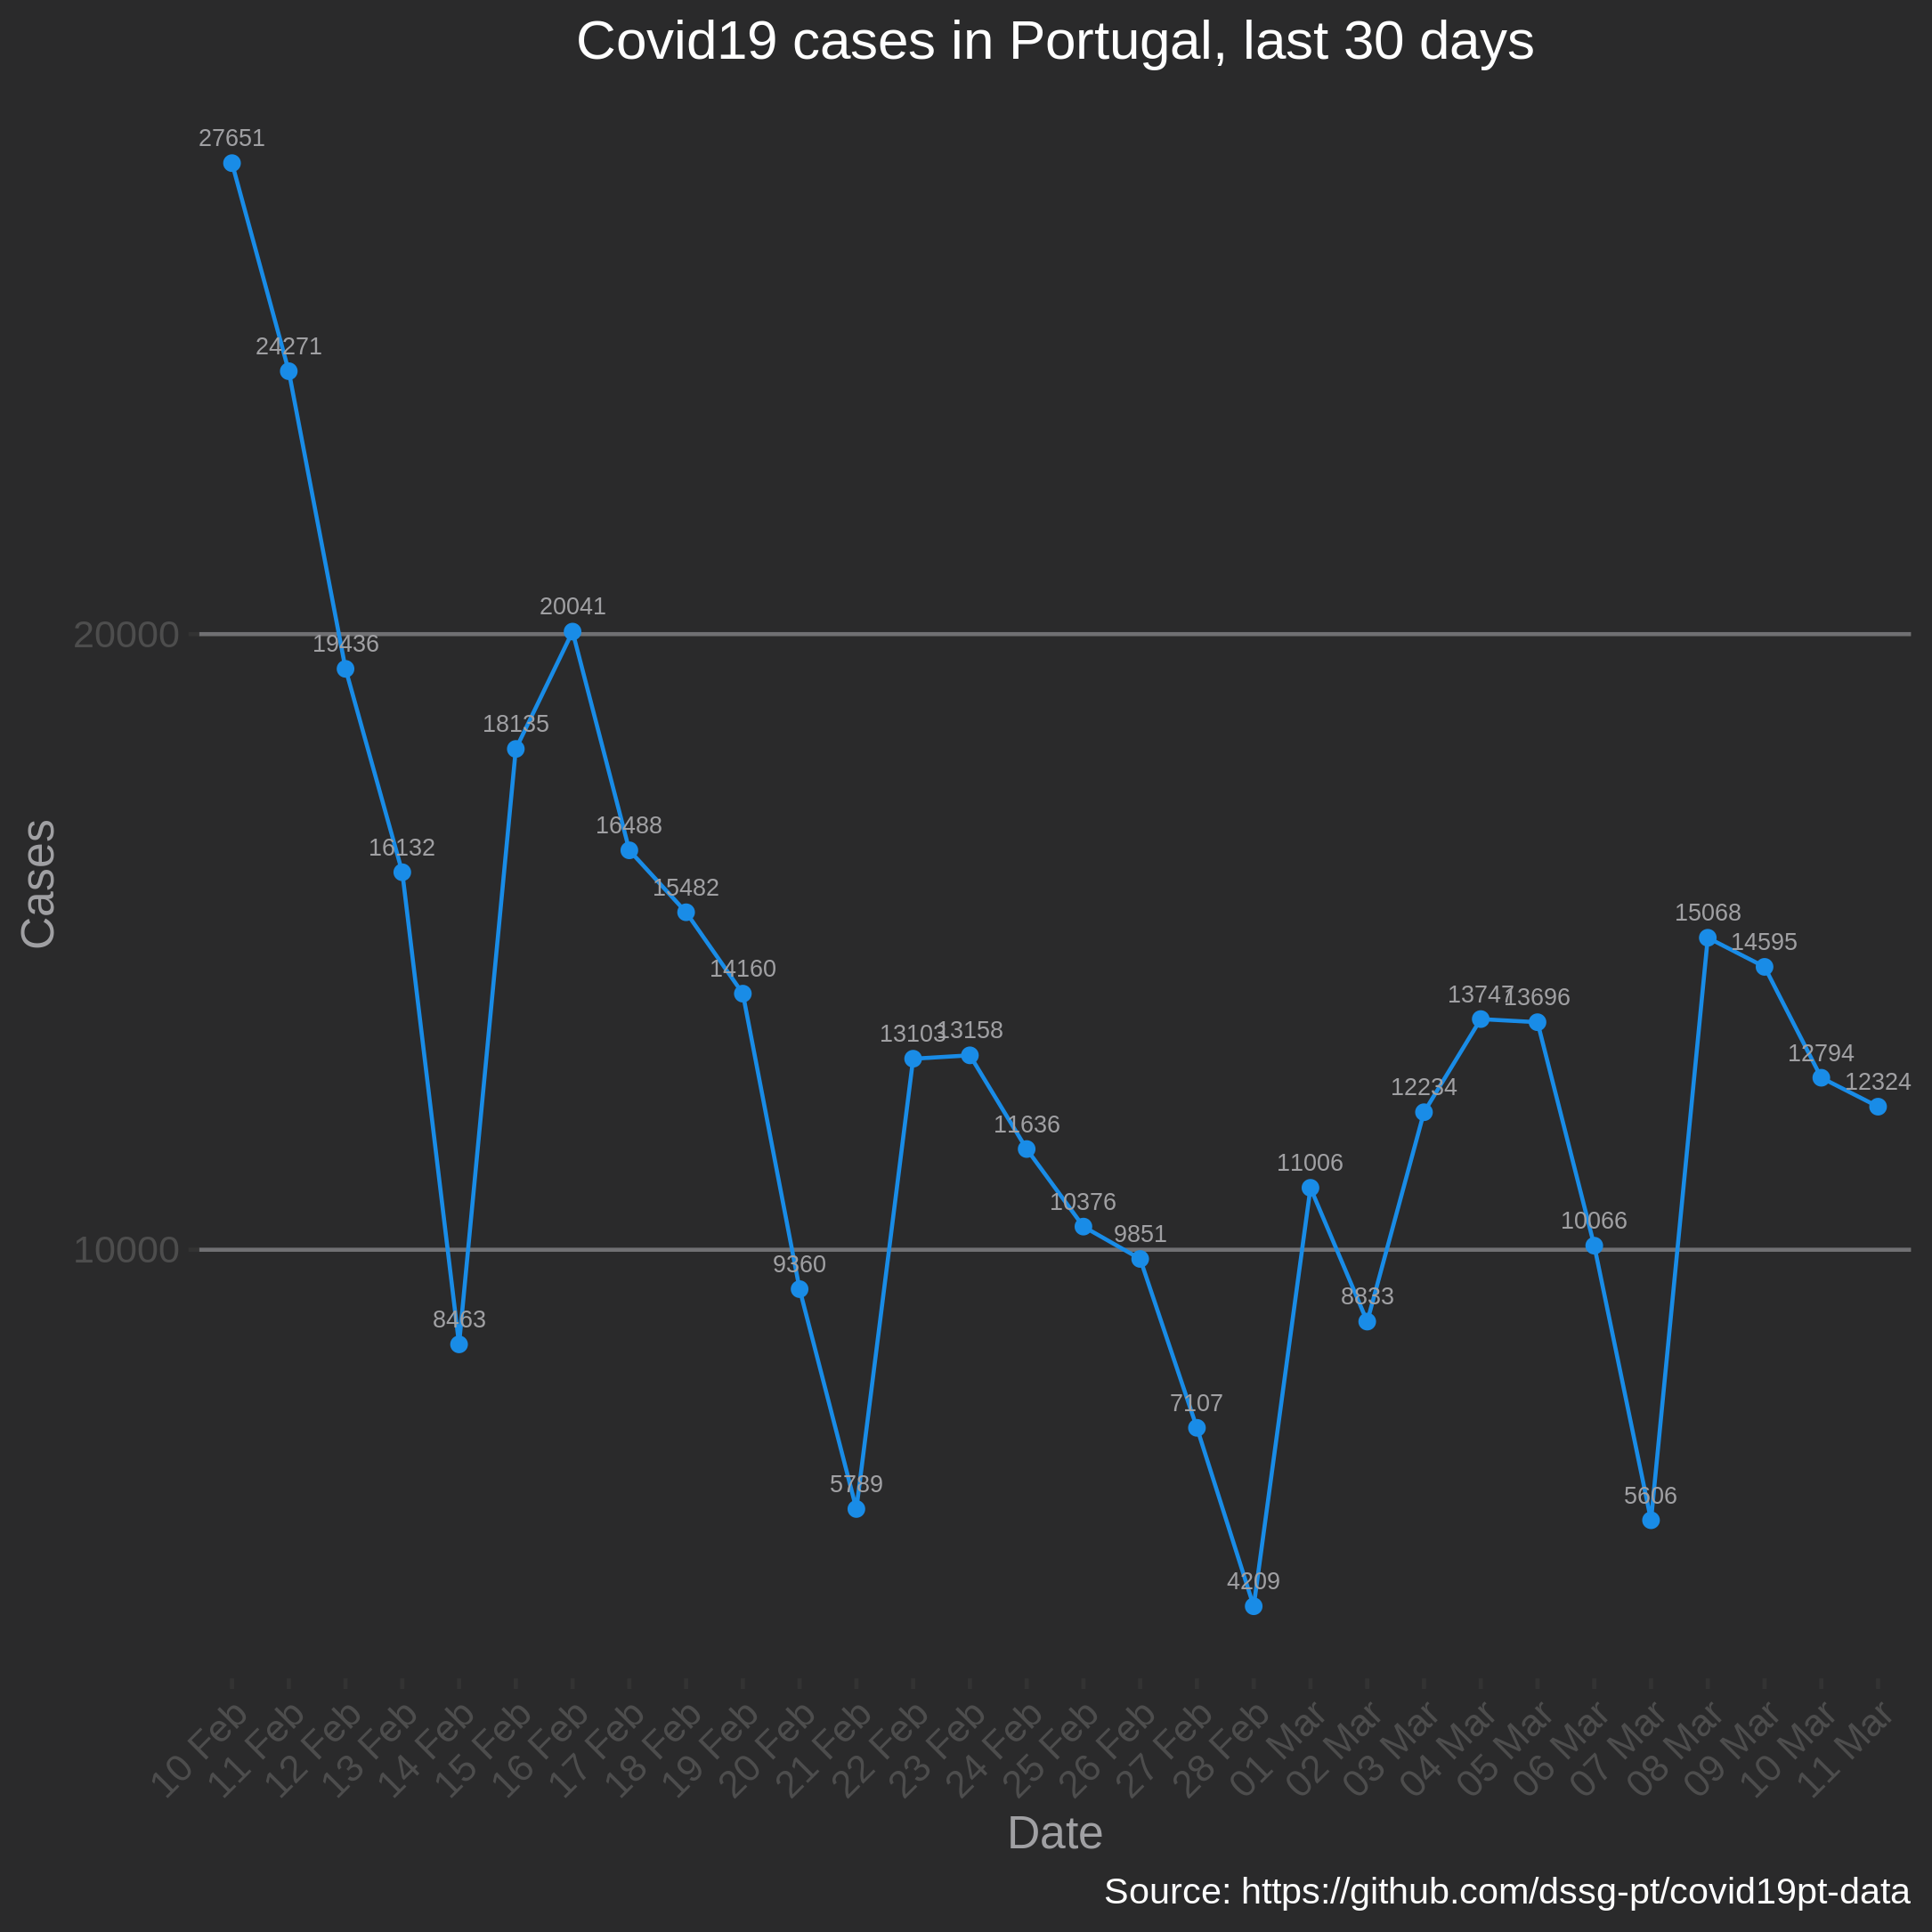 Covid19 cases in Portugal, last 30 days
27651
24271
20041
20000
19436
18135
16488
16132
15482
15068
14595
14160
13747
13696
13103
13158
12794
12324
12234
11636
11006
10376
10066
9851
10000
9360
8833
8463
7107
5789
5606
4209
Cases
10 Feb
11 Feb
12 Feb
13 Feb
14 Feb
15 Feb
16 Feb
17 Feb
18 Feb
19 Feb
20 Feb
21 Feb
22 Feb
23 Feb
24 Feb
25 Feb
26 Feb
27 Feb
28 Feb
01 Mar
02 Mar
03 Mar
04 Mar
05 Mar
06 Mar
07 Mar
08 Mar
09 Mar
10 Mar
11 Mar
Date
Source: https://github.com/dssg-pt/covid19pt-data